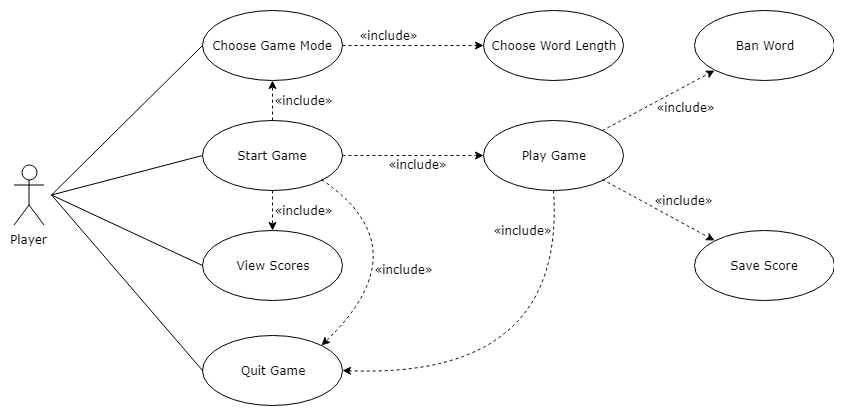 Choose Game Mode
«include»
Choose Word Length
Ban Word
«include»
«include»
Start Game
«include»
Play Game
Player
«include»
«include»
«include»
View Scores
«include»
Save Score
Quit Game